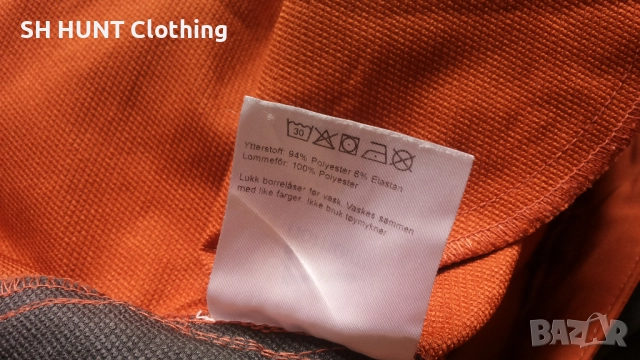 SH HUNT Clothing
30
Ytterstoff: 94% Polyester 6% Elastan
Lommefôr: 100% Polyester
Lukk borrelåser før vask. Vaskes sammen
med like farger. Ikke bruk tøymykner
BAZAR